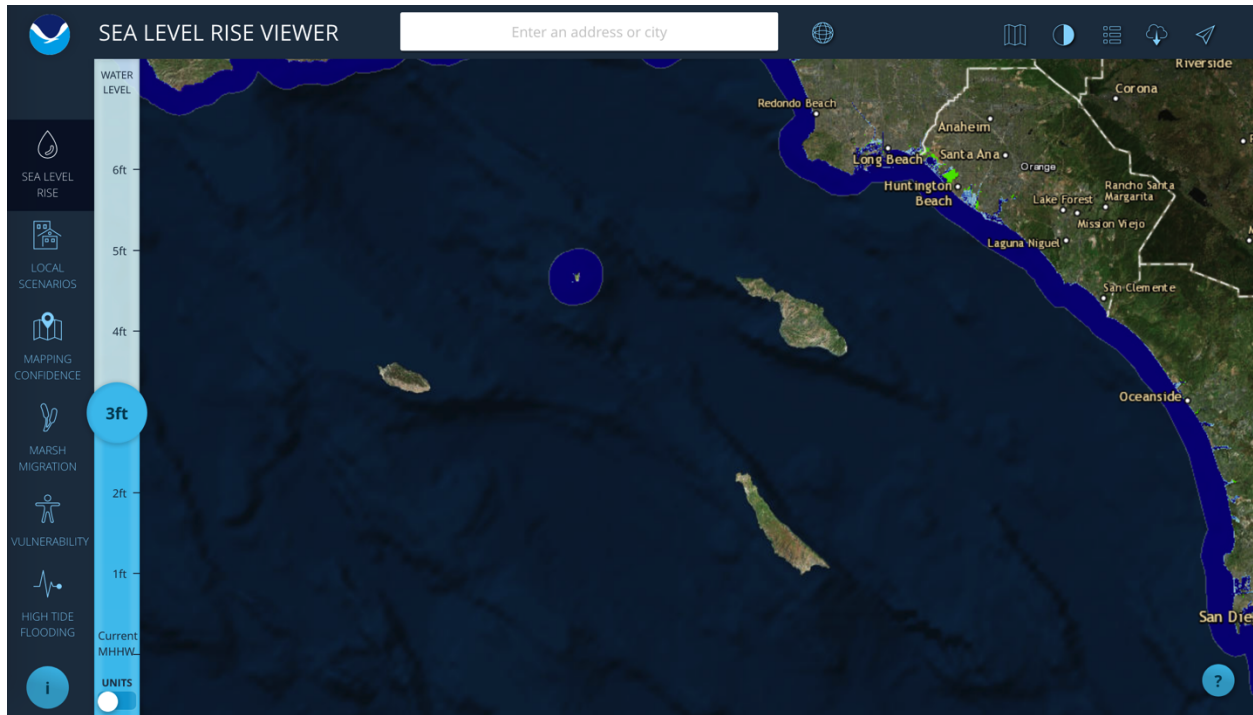 SEA LEVEL RISE VIEWER
Enter an address or city
WATER
LEVEL
6ft
5ft
4ft
3ft
2ft
1ft
Current
MHHW
UNITS
SEA LEVEL
RISE
LOCAL
SCENARIOS
MAPPING
CONFIDENCE
MARSH
MIGRATION
VULNERABILITY
HIGH TIDE
FLOODING
i
Riverside
Corona
Redondo Beach
Anaheim
Long Beach
Santa Ana
Orange
Huntington
Beach
Lake Forest
Rancho Santa
Margarita
Mission Viejo
Laguna Niguel
San Clemente
Oceanside
San Die
?